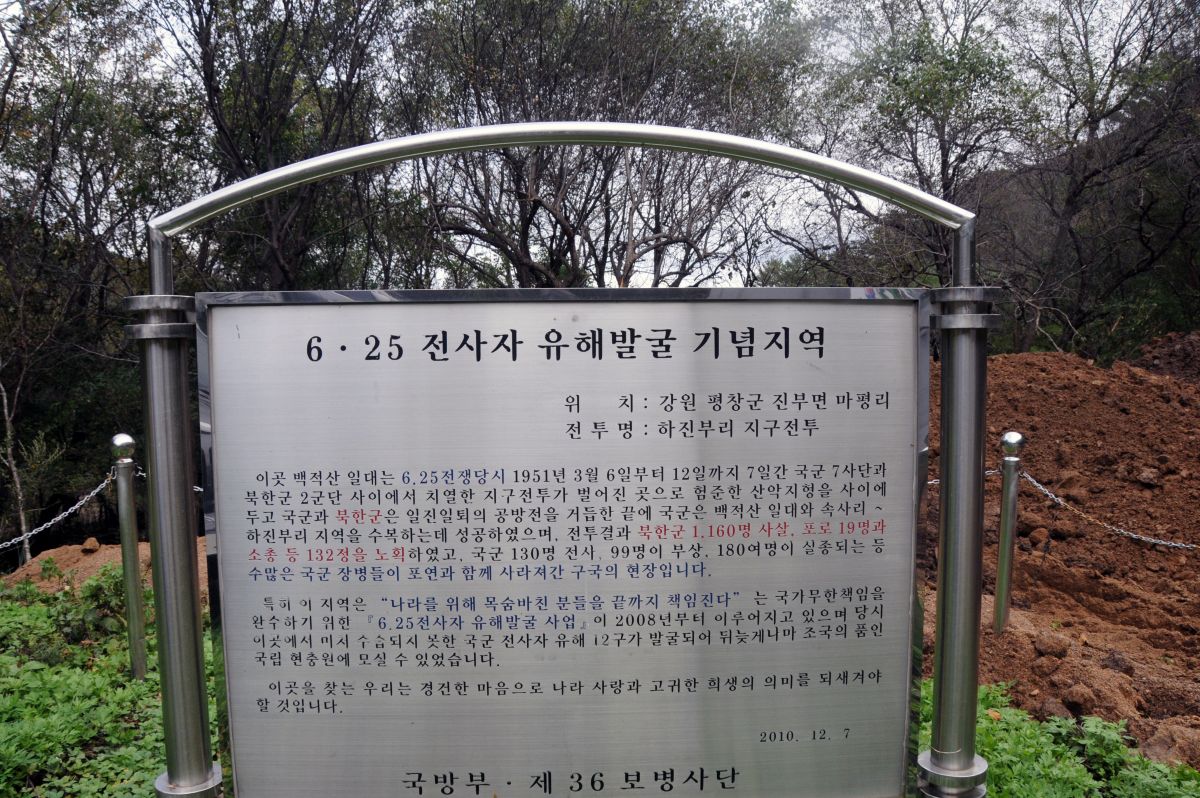 6 · 25 전사자 유해발굴 기념지역
위 치 : 강원 평창군 진부면 마평리
전 투 명 : 하진부리 지구전투
이곳 백적산 일대는 6.25전쟁당시 1951년 3월 6일부터 12일까지 7일간 국군 7사단과
북한군 2군단 사이에서 치열한 지구전투가 벌어진 곳으로 험준한 산악지형을 사이에
두고 국군과 북한군은 일진일퇴의 공방전을 거듭한 끝에 국군은 백적산 일대와 속사리 ~
하진부리 지역을 수복하는데 성공하였으며, 전투결과 북한군 1,160명 사살, 포로 19명과
소총 등 132정을 노획하였고, 국군 130명 전사, 99명이 부상, 180여명이 실종되는 등
수많은 국군 장병들이 포연과 함께 사라져간 구국의 현장입니다.
특히 이 지역은 “나라를 위해 목숨바친 분들을 끝까지 책임진다” 는 국가무한책임을
완수하기 위한 『6.25전사자 유해발굴 사업』이 2008년부터 이루어지고 있으며 당시
이곳에서 미처 수습되지 못한 국군 전사자 유해 12구가 발굴되어 뒤늦게나마 조국의 품인
국립 현충원에 모실 수 있었습니다.
이곳을 찾는 우리는 경건한 마음으로 나라 사랑과 고귀한 희생의 의미를 되새겨야
할 것입니다.
2010. 12. 7
국방부 · 제 36 보병사단